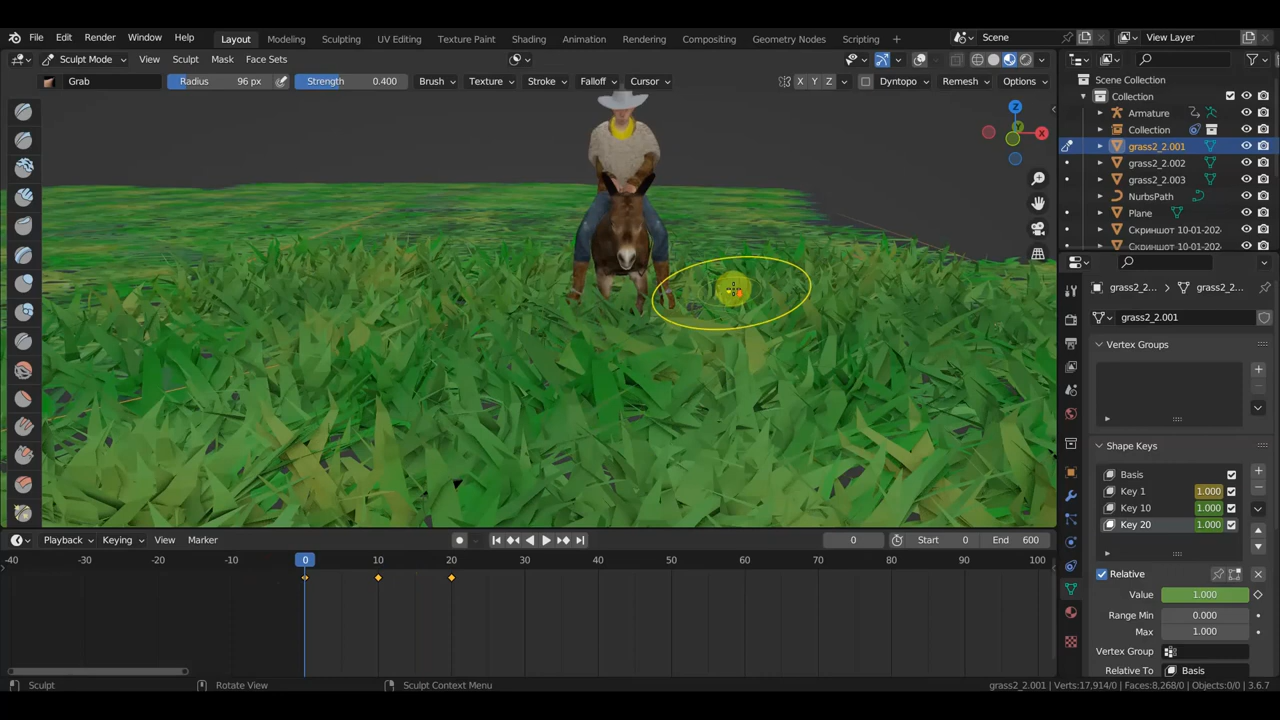 File Edit Render Window Help Layout Modeling Sculpting UV Editing Texture Paint Shading Animation Rendering Compositing Geometry Nodes Scripting + Scene View Layer
Sculpt Mode View Sculpt Mask Face Sets
Grab Radius 96 px Strength 0.400 Brush Texture Stroke Falloff Cursor X Y Z Dyntopo Remesh Options
Scene Collection
Collection
Armature
Collection
grass2_2.001
grass2_2.002
grass2_2.003
NurbsPath
Plane
Скриншот 10-01-202
Скриншот 10-01-202
Z
X
Y
grass2_2... grass2_2...
grass2_2.001
Vertex Groups
Shape Keys
Basis
Key 1 1.000
Key 10 1.000
Key 20 1.000
Relative
Value 1.000
Range Min 0.000
Max 1.000
Vertex Group
Relative To Basis
Playback Keying View Marker 0 Start 0 End 600
-40 -30 -20 -10 0 10 20 30 40 50 60 70 80 90 100
Sculpt Rotate View Sculpt Context Menu grass2_2.001 | Verts:17,914/0 | Faces:8,268/0 | Objects:0/0 | 3.6.7